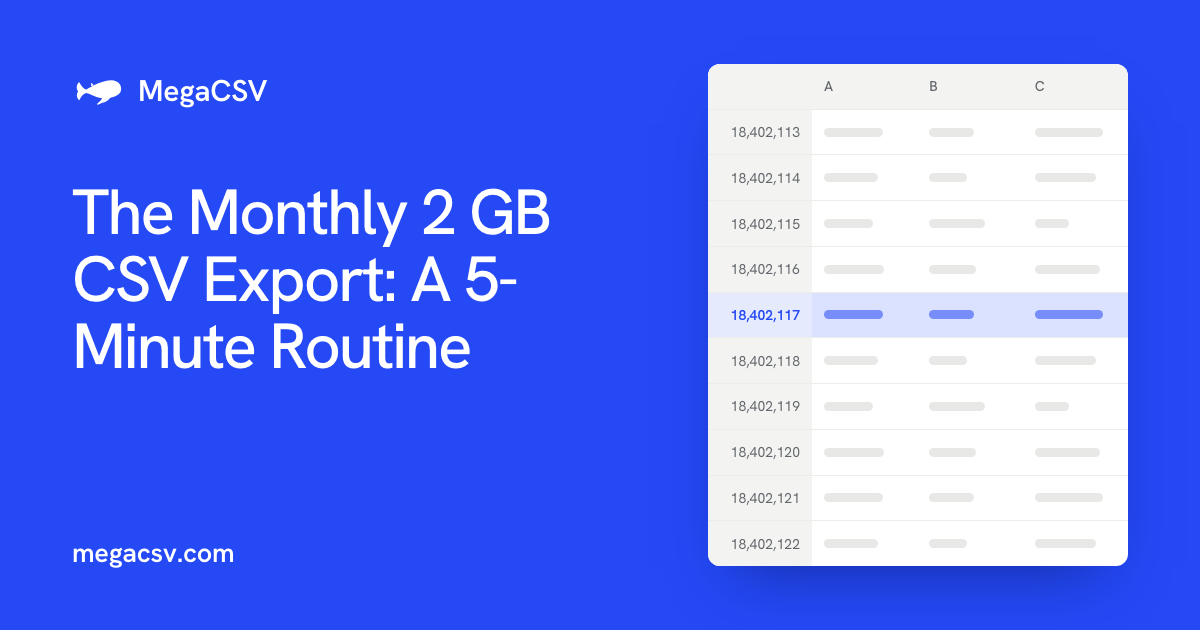 MegaCSV
The Monthly 2 GB
CSV Export: A 5-
Minute Routine
megacsv.com
A B C
18,402,113
18,402,114
18,402,115
18,402,116
18,402,117
18,402,118
18,402,119
18,402,120
18,402,121
18,402,122